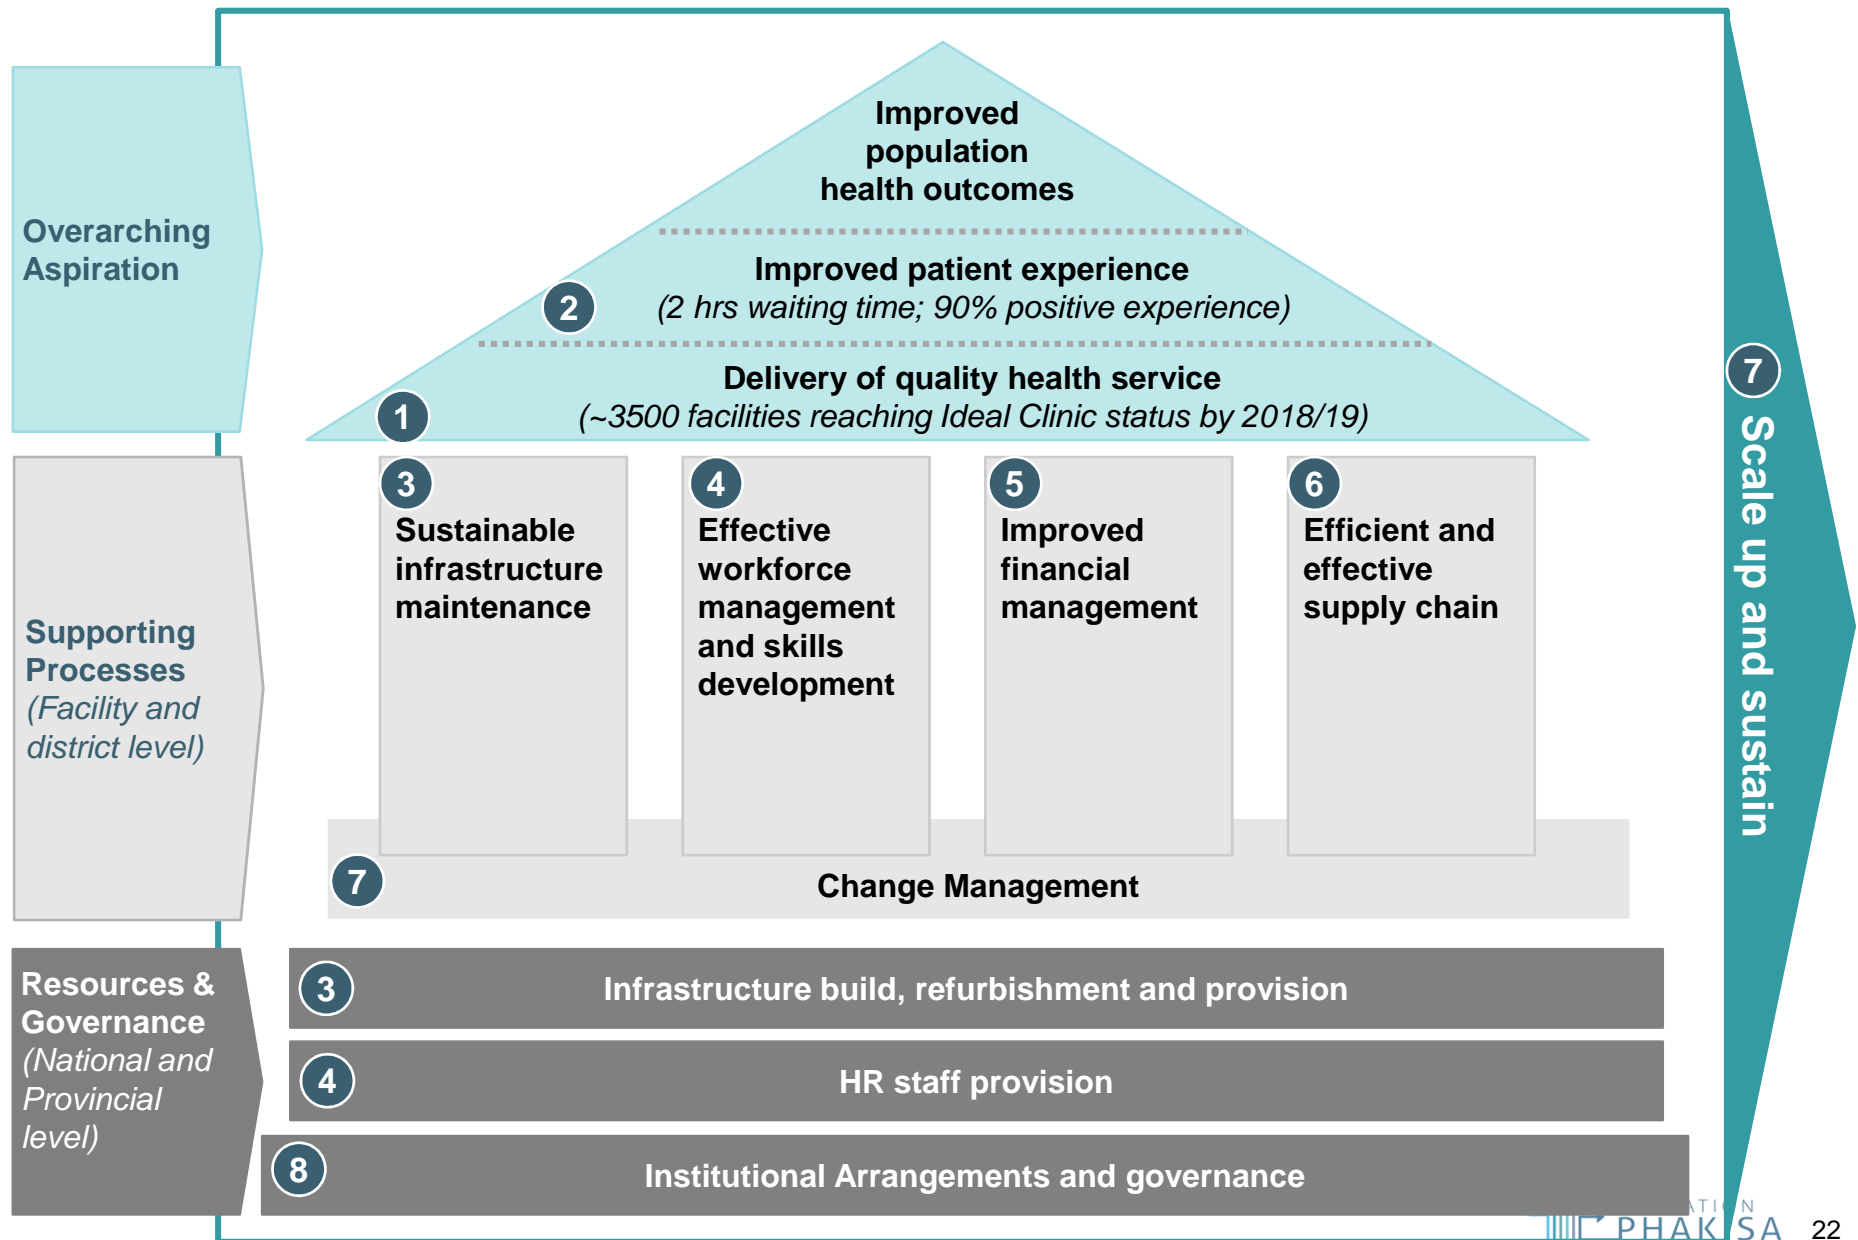 Overarching
Aspiration
Improved
population
health outcomes
Improved patient experience
2
(2 hrs waiting time; 90% positive experience)
Delivery of quality health service
1
(~3500 facilities reaching Ideal Clinic status by 2018/19)
Supporting
Processes
(Facility and
district level)
3
Sustainable
infrastructure
maintenance
4
Effective
workforce
management
and skills
development
5
Improved
financial
management
6
Efficient and
effective
supply chain
7
Change Management
Resources &
Governance
(National and
Provincial
level)
3
Infrastructure build, refurbishment and provision
4
HR staff provision
8
Institutional Arrangements and governance
7
Scale up and sustain
PHAKISA
22